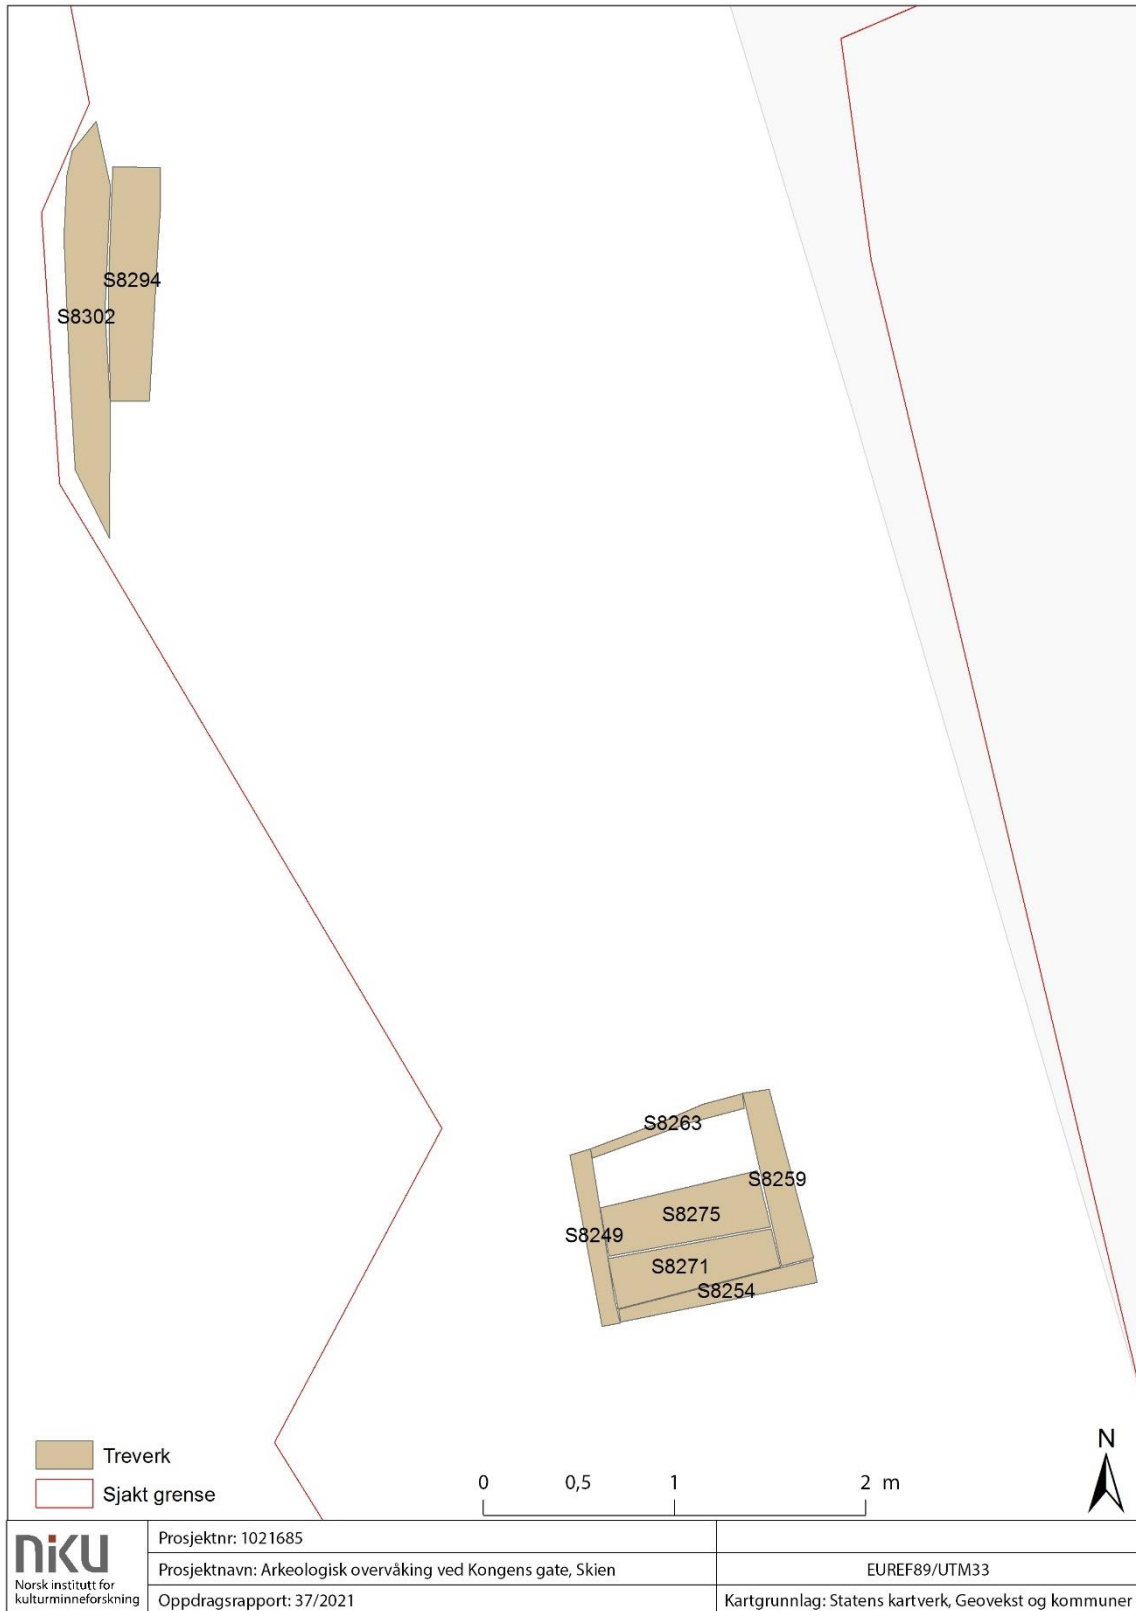 S8294
S8302
S8263
S8259
S8275
S8249
S8271
S8254
Treverk
Sjakt grense
0 0,5 1 2 m
N
niku
Norsk institutt for
kulturminneforskning
Prosjektnr: 1021685
Prosjektnavn: Arkeologisk overvåking ved Kongens gate, Skien
EUREF89/UTM33
Oppdragsrapport: 37/2021
Kartgrunnlag: Statens kartverk, Geovekst og kommuner